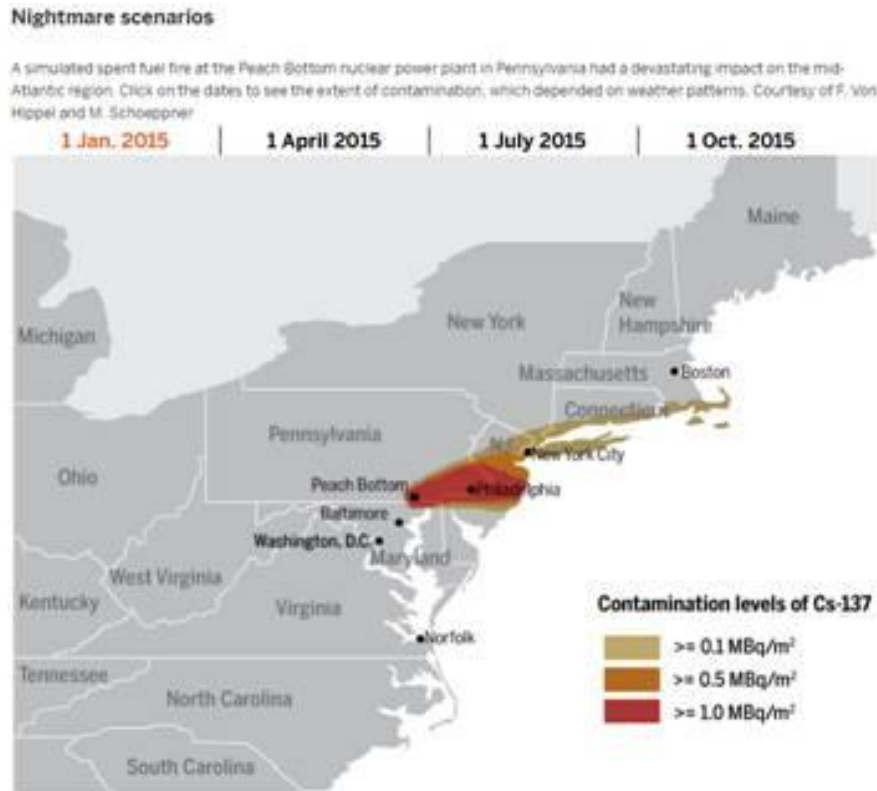 Nightmare scenarios
A simulated spent fuel fire at the Peach Bottom nuclear power plant in Pennsylvania had a devastating impact on the mid-
Atlantic region. Click on the dates to see the extent of contamination, which depended on weather patterns. Courtesy of F. Von
Hippel and M. Schoeppner
1 Jan. 2015 | 1 April 2015 | 1 July 2015 | 1 Oct. 2015
Maine
New
Hampshire
New York
Michigan
Massachusetts
Boston
Connecticut
Pennsylvania
N.J.
New York City
Ohio
Peach Bottom
Philadelphia
Baltimore
Washington, D.C.
Maryland
West Virginia
Kentucky
Virginia
Norfolk
Tennessee
North Carolina
South Carolina
Contamination levels of Cs-137
>= 0.1 MBq/m²
>= 0.5 MBq/m²
>= 1.0 MBq/m²